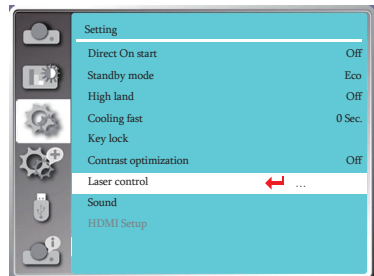 Setting
Direct On start Off
Standby mode Eco
High land Off
Cooling fast 0 Sec.
Key lock
Contrast optimization Off
Laser control ...
Sound
HDMI Setup